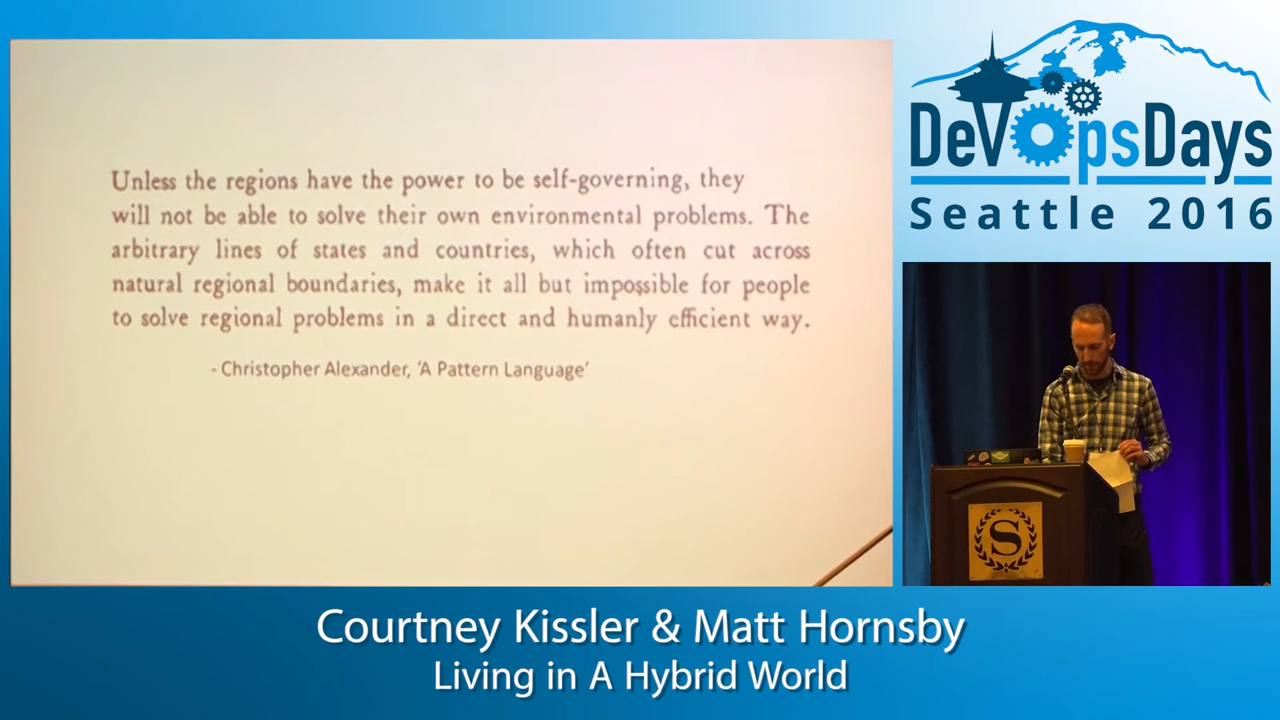 Unless the regions have the power to be self-governing, they
will not be able to solve their own environmental problems. The
arbitrary lines of states and countries, which often cut across
natural regional boundaries, make it all but impossible for people
to solve regional problems in a direct and humanly efficient way.
- Christopher Alexander, ‘A Pattern Language’
DevOpsDays
Seattle 2016
S
Courtney Kissler & Matt Hornsby
Living in A Hybrid World